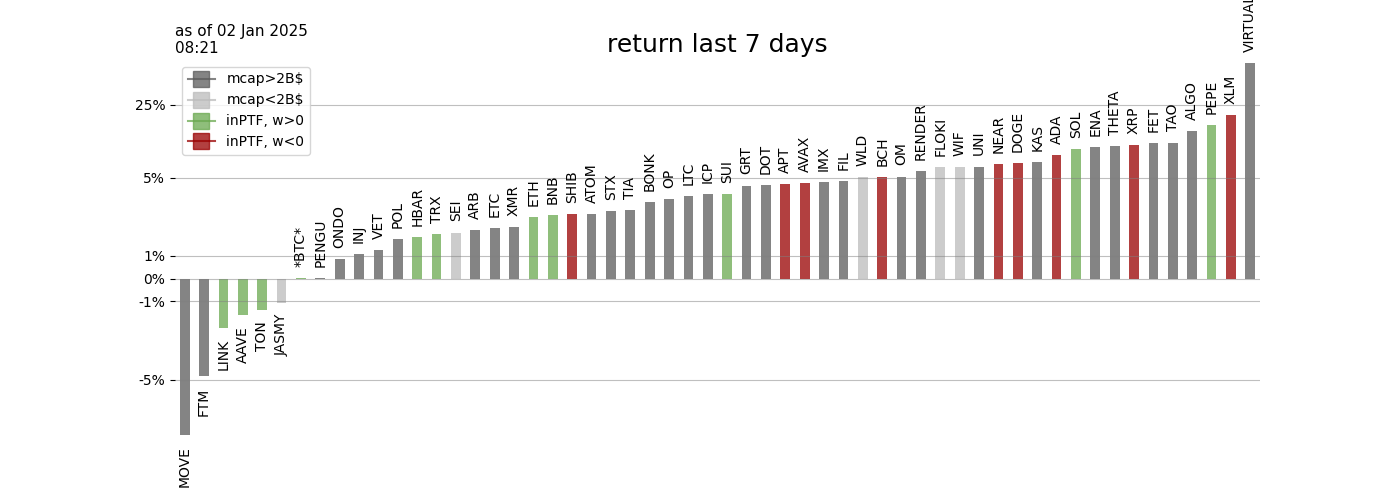 as of 02 Jan 2025
08:21
return last 7 days
mcap>2B$
mcap<2B$
inPTF, w>0
inPTF, w<0
25%
5%
1%
0%
-1%
-5%
MOVE
FTM
LINK
AAVE
TON
JASMY
*BTC*
PENGU
ONDO
INJ
VET
POL
HBAR
TRX
SEI
ARB
ETC
XMR
ETH
BNB
SHIB
ATOM
STX
TIA
BONK
OP
LTC
ICP
SUI
GRT
DOT
APT
AVAX
IMX
FIL
WLD
BCH
OM
RENDER
FLOKI
WIF
UNI
NEAR
DOGE
KAS
ADA
SOL
ENA
THETA
XRP
FET
TAO
ALGO
PEPE
XLM
VIRTUAL